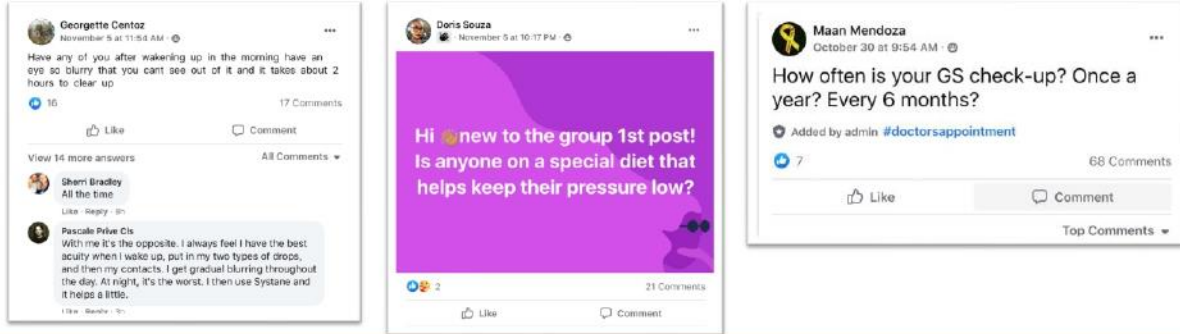 Georgette Centoz
November 5 at 11:54 AM ·
Have any of you after wakening up in the morning have an
eye so blurry that you cant see out of it and it takes about 2
hours to clear up
16
17 Comments
Like
Comment
View 14 more answers
All Comments
Sherri Bradley
All the time
Like · Reply · 8h
Pascale Prive Cls
With me it's the opposite. I always feel I have the best
acuity when I wake up, put in my two types of drops,
and then my contacts. I get gradual blurring throughout
the day. At night, it's the worst. I then use Systane and
it helps a little.
Like · Reply ·
Doris Souza
· November 5 at 10:17 PM ·
Hi new to the group 1st post!
Is anyone on a special diet that
helps keep their pressure low?
2
21 Comments
Like
Comment
Maan Mendoza
October 30 at 9:54 AM ·
How often is your GS check-up? Once a
year? Every 6 months?
Added by admin #doctorsappointment
7
68 Comments
Like
Comment
Top Comments